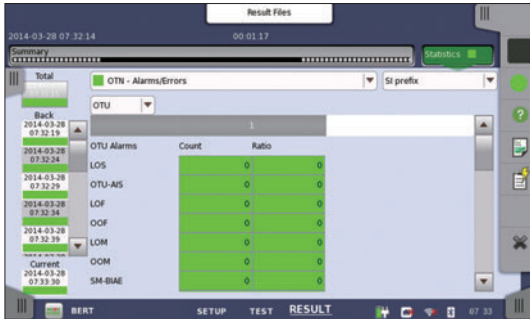 Result Files
2014-03-28 07:32:14
00:01:17
Summary
Statistics
Total
OTN - Alarms/Errors
SI prefix
Back
OTU
2014-03-28
07:32:19
1
2014-03-28
07:32:24
OTU Alarms Count Ratio
LOS 0 0
2014-03-28
07:32:29
OTU-AIS 0 0
2014-03-28
07:32:34
LOF 0 0
OOF 0 0
2014-03-28
07:32:39
LOM 0 0
Current
OOM 0 0
2014-03-28
07:33:30
SM-BIAE 0 0
BERT SETUP TEST RESULT 07 33